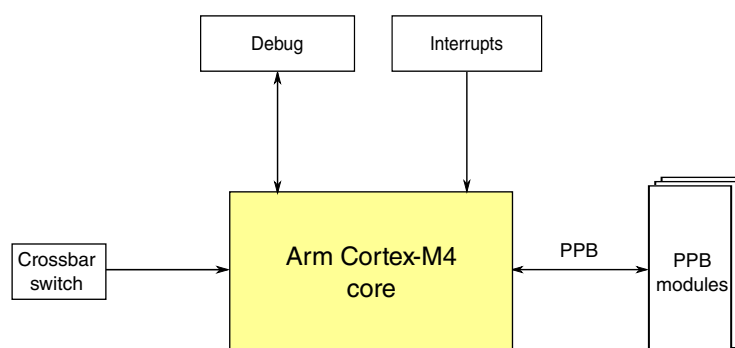 Debug
Interrupts
Crossbar
switch
Arm Cortex-M4
core
PPB
PPB
modules